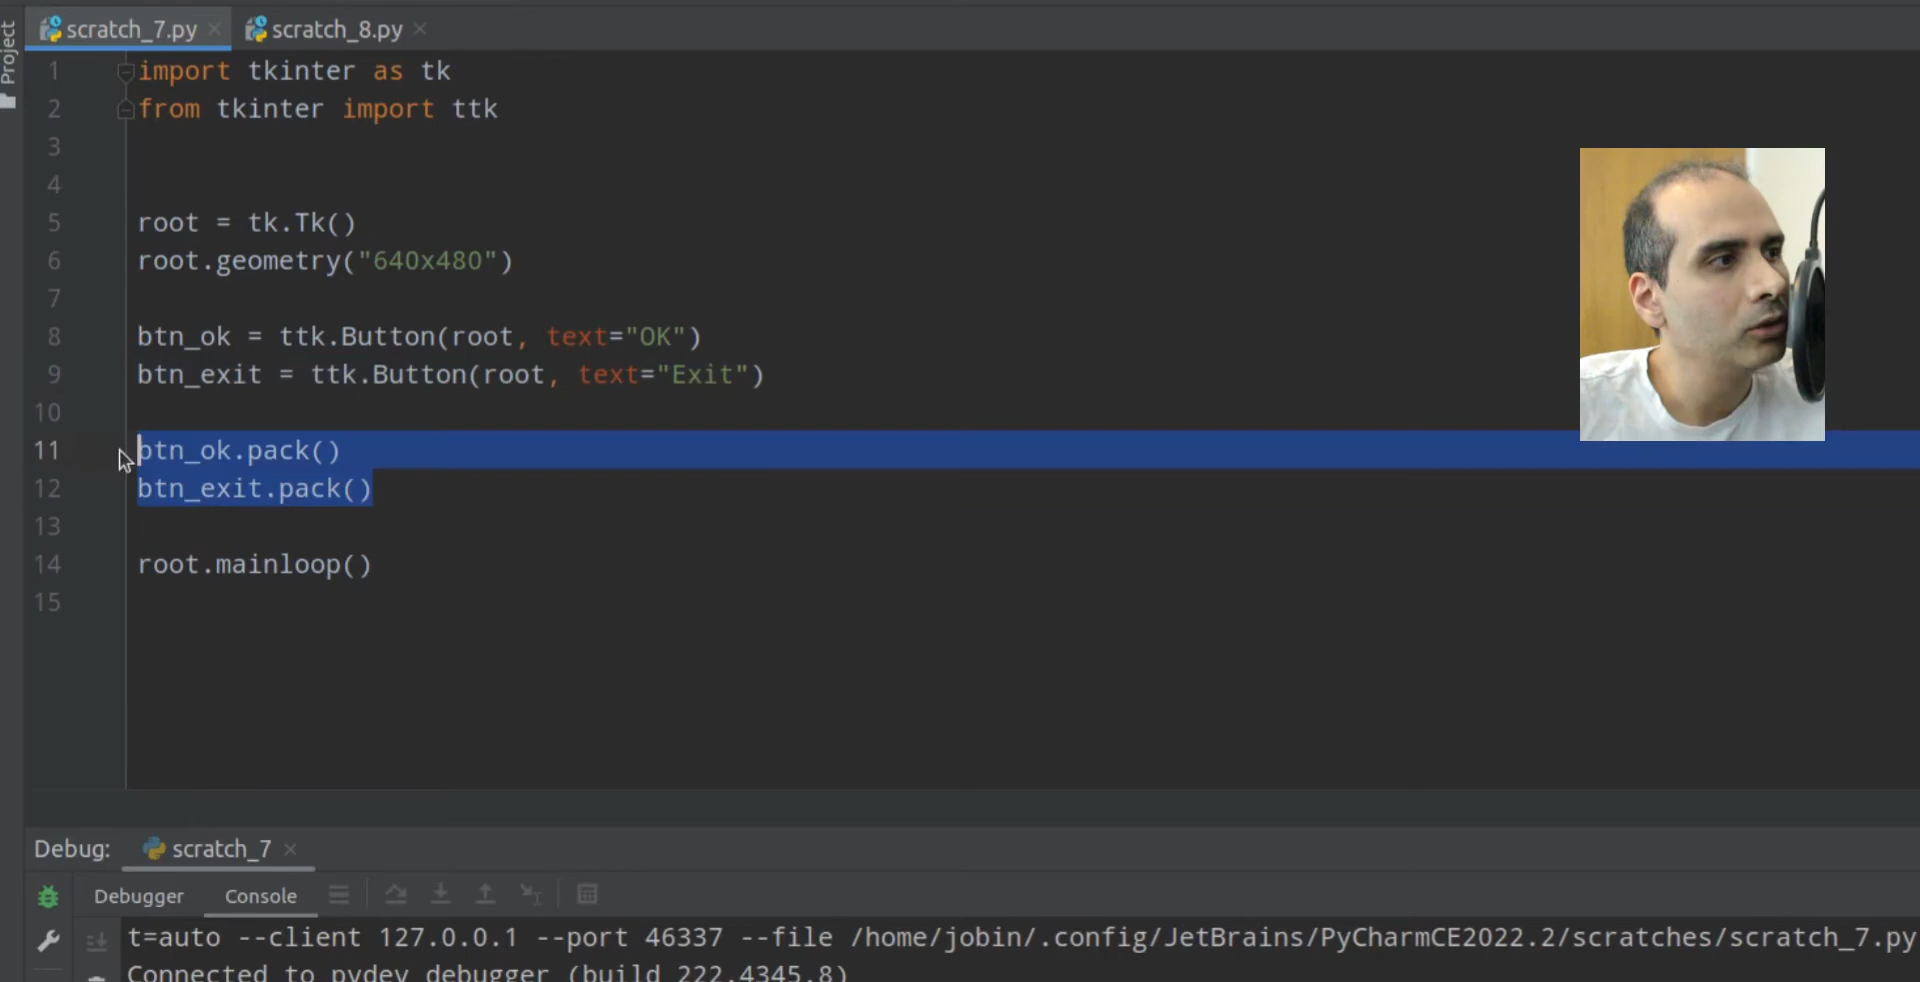 Project
scratch_7.py
scratch_8.py
1 import tkinter as tk
2 from tkinter import ttk
3
4
5 root = tk.Tk()
6 root.geometry("640x480")
7
8 btn_ok = ttk.Button(root, text="OK")
9 btn_exit = ttk.Button(root, text="Exit")
10
11 btn_ok.pack()
12 btn_exit.pack()
13
14 root.mainloop()
15
Debug: scratch_7
Debugger Console
t=auto --client 127.0.0.1 --port 46337 --file /home/jobin/.config/JetBrains/PyCharmCE2022.2/scratches/scratch_7.py
Connected to pydev debugger (build 222.4345.8)